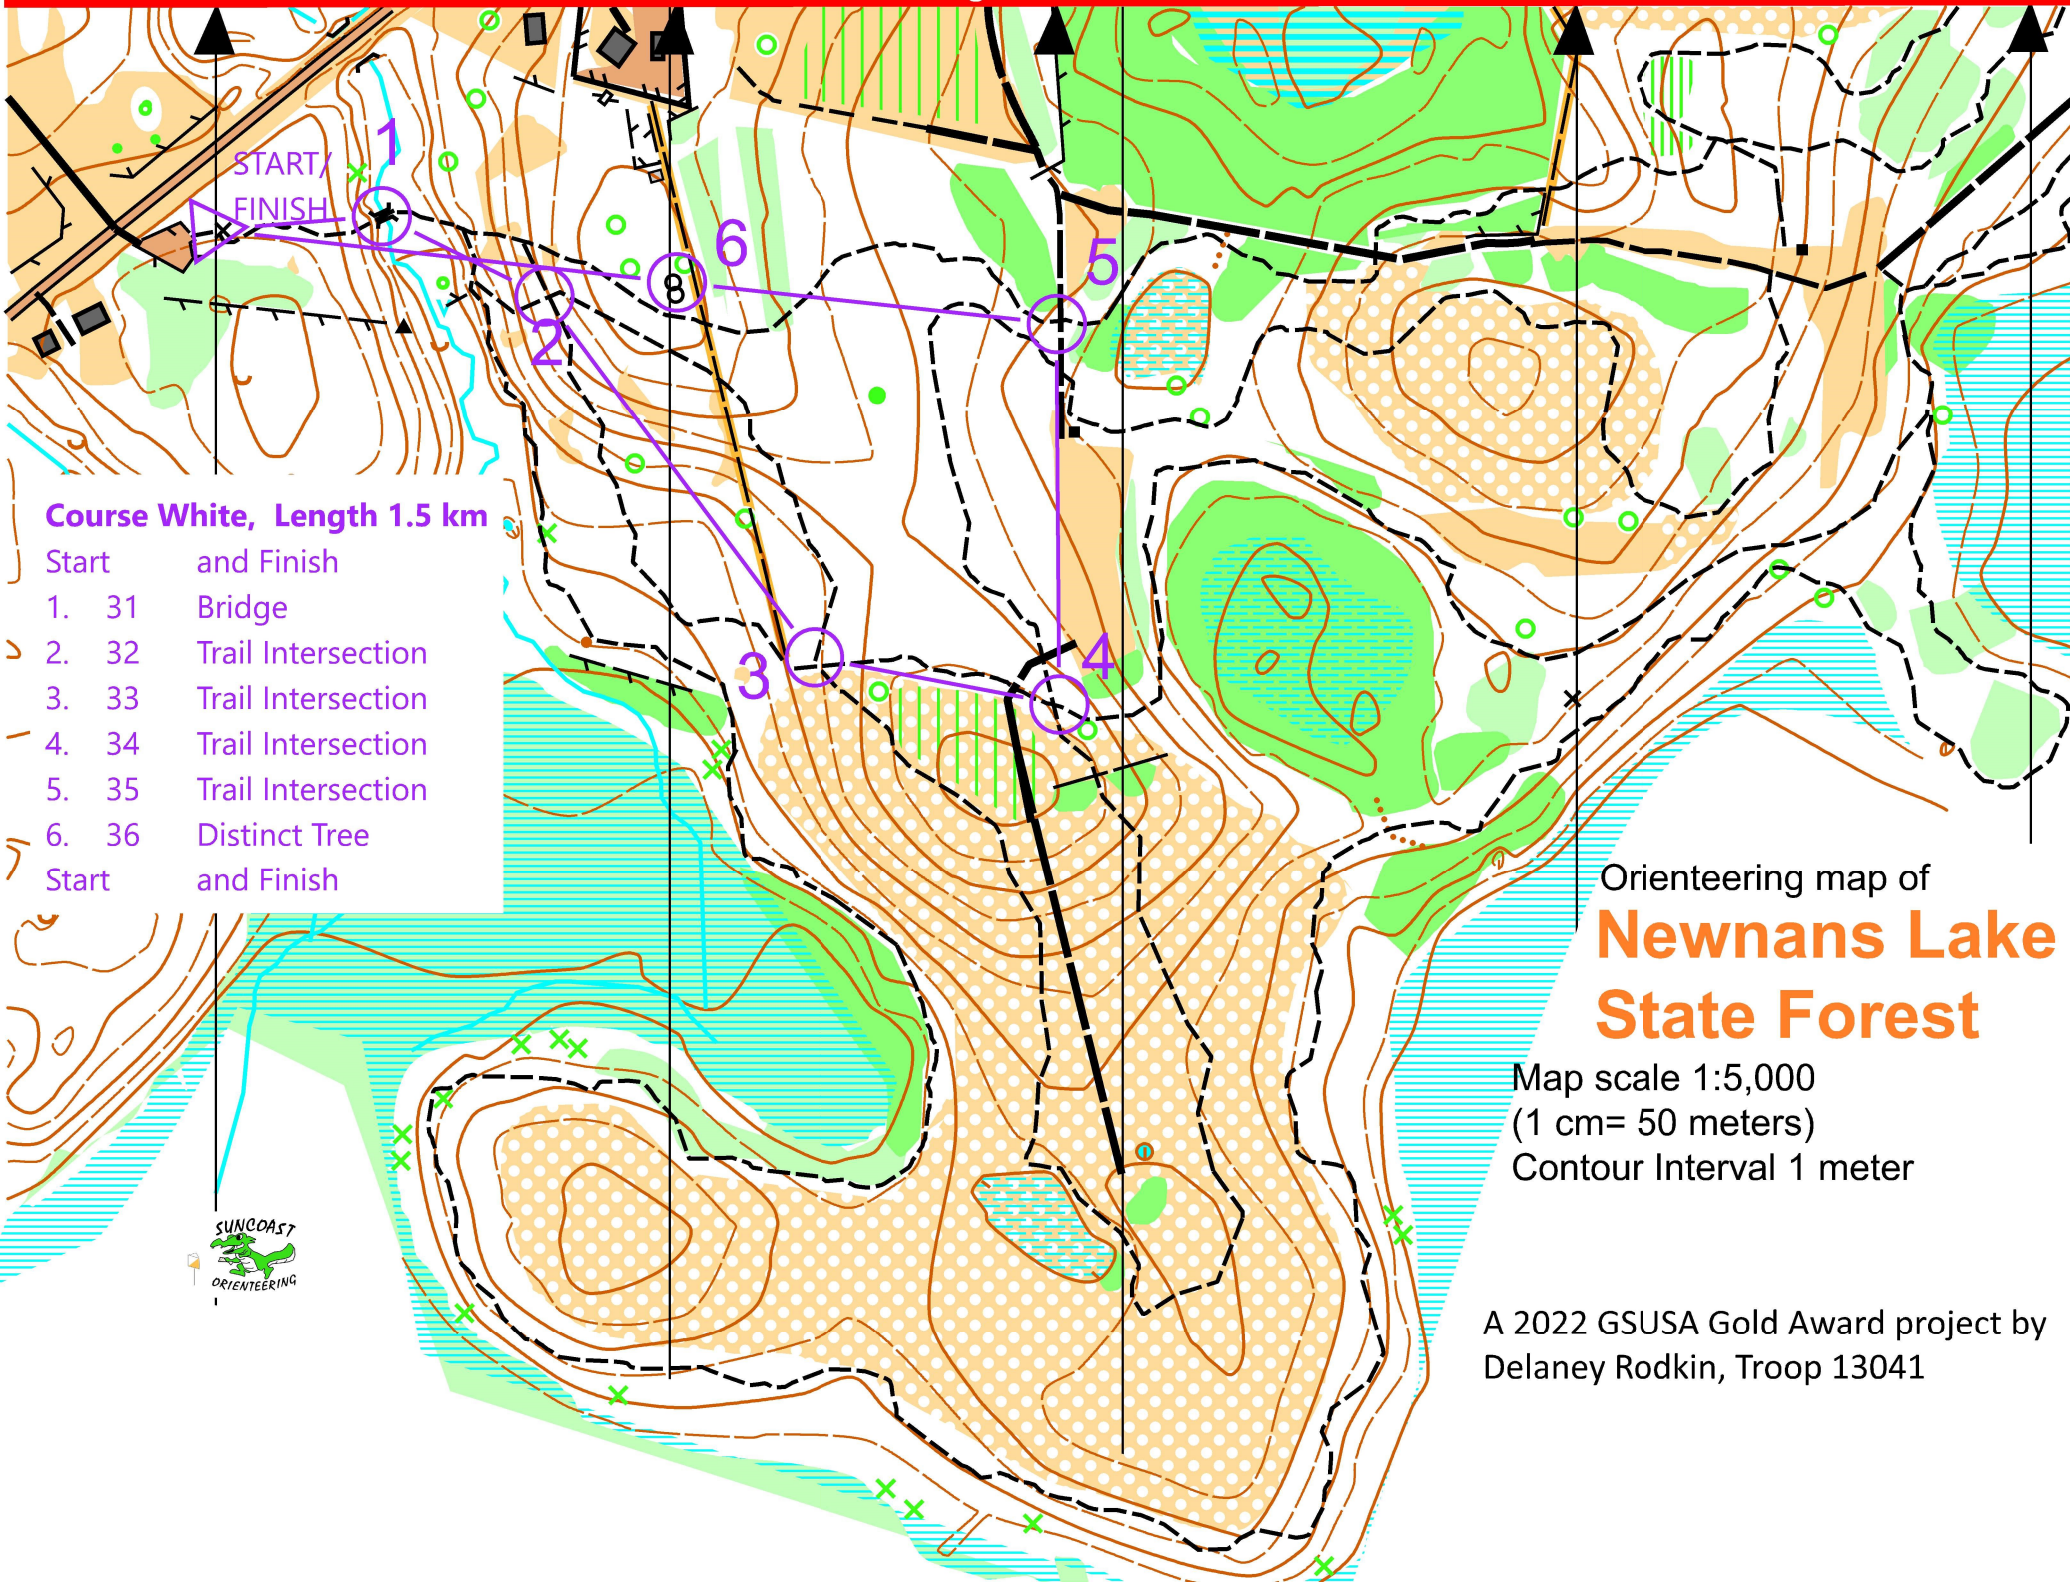 START/
FINISH
1
2
3
4
5
6
8
Course White, Length 1.5 km
Start and Finish
1. 31 Bridge
2. 32 Trail Intersection
3. 33 Trail Intersection
4. 34 Trail Intersection
5. 35 Trail Intersection
6. 36 Distinct Tree
Start and Finish
Orienteering map of
Newnans Lake
State Forest
Map scale 1:5,000
(1 cm= 50 meters)
Contour Interval 1 meter
SUNCOAST
ORIENTEERING
A 2022 GSUSA Gold Award project by
Delaney Rodkin, Troop 13041